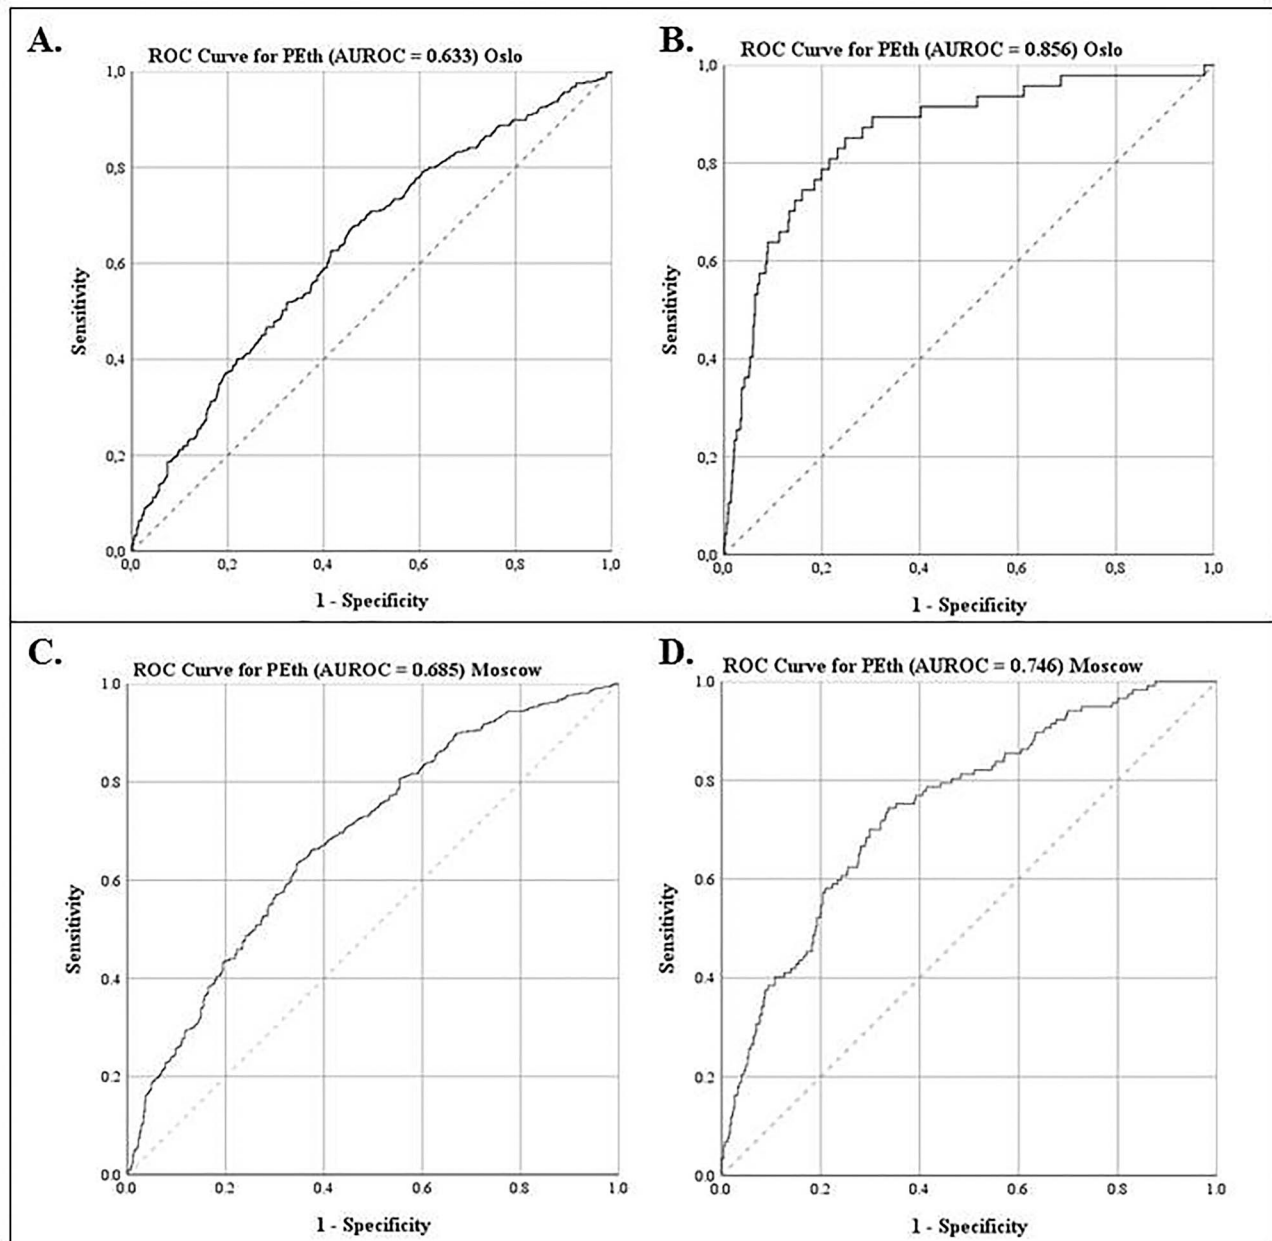 A.
ROC Curve for PEth (AUROC = 0.633) Oslo
1,0
0,8
0,6
0,4
0,2
0,0
Sensitivity
0,0 0,2 0,4 0,6 0,8 1,0
1 - Specificity
B.
ROC Curve for PEth (AUROC = 0.856) Oslo
1,0
0,8
0,6
0,4
0,2
0,0
Sensitivity
0,0 0,2 0,4 0,6 0,8 1,0
1 - Specificity
C.
ROC Curve for PEth (AUROC = 0.685) Moscow
1.0
0.8
0.6
0.4
0.2
0.0
Sensitivity
0.0 0.2 0.4 0.6 0.8 1.0
1 - Specificity
D.
ROC Curve for PEth (AUROC = 0.746) Moscow
1.0
0.8
0.6
0.4
0.2
0.0
Sensitivity
0.0 0.2 0.4 0.6 0.8 1.0
1 - Specificity